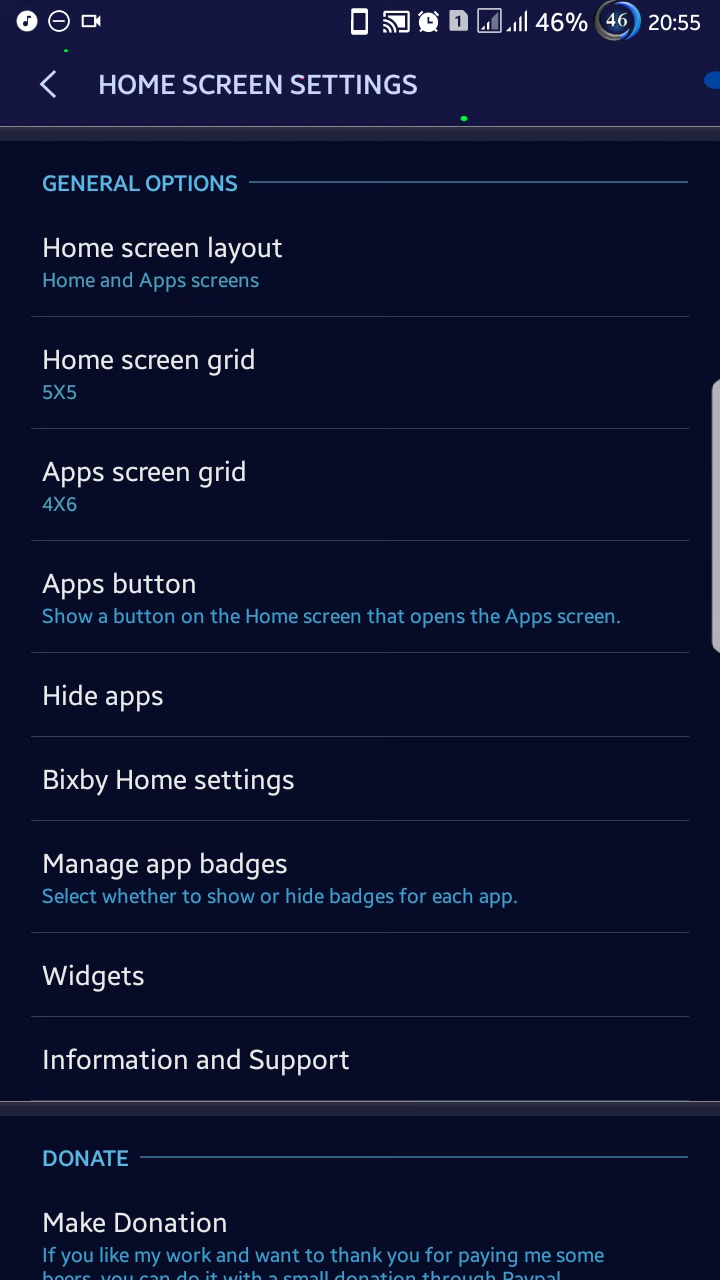 1 46% 46 20:55
HOME SCREEN SETTINGS
GENERAL OPTIONS
Home screen layout
Home and Apps screens
Home screen grid
5X5
Apps screen grid
4X6
Apps button
Show a button on the Home screen that opens the Apps screen.
Hide apps
Bixby Home settings
Manage app badges
Select whether to show or hide badges for each app.
Widgets
Information and Support
DONATE
Make Donation
If you like my work and want to thank you for paying me some
beers, you can do it with a small donation through Paypal